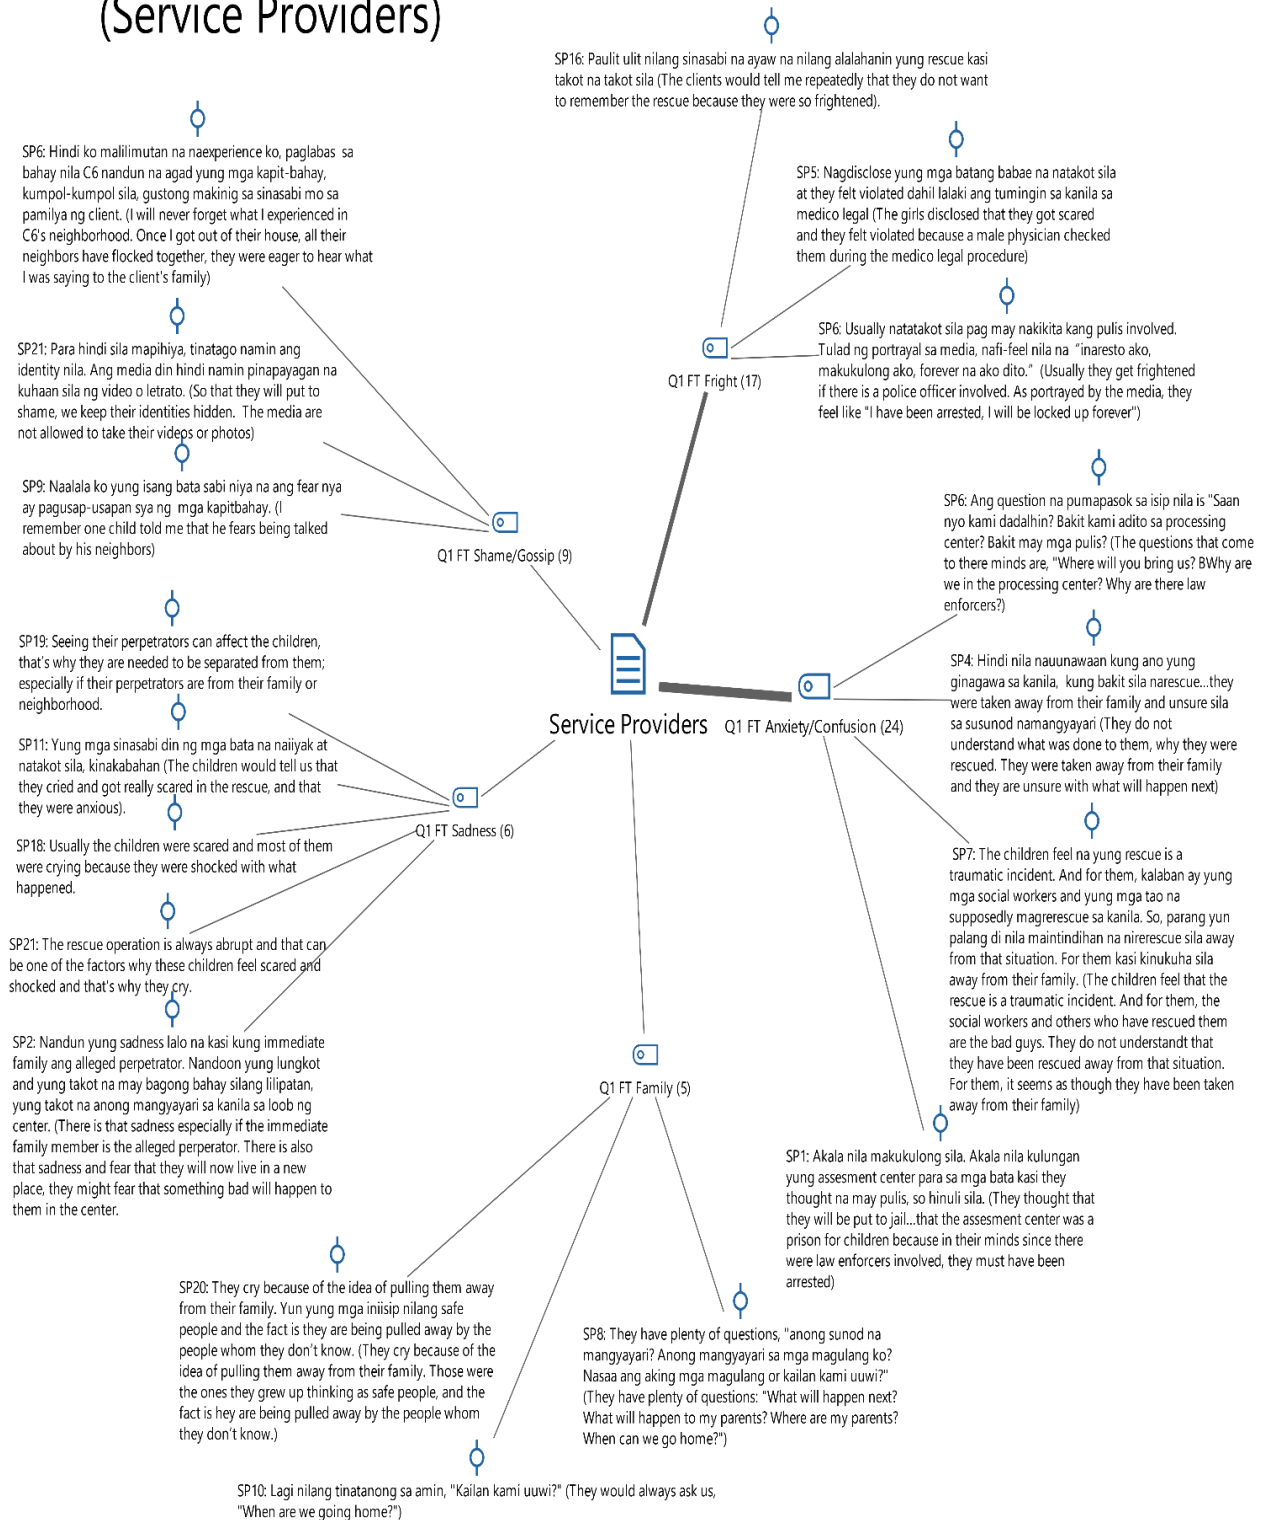 (Service Providers)
SP16: Paulit ulit nilang sinasabi na ayaw na nilang alalahanin yung rescue kasi
takot na takot sila (The clients would tell me repeatedly that they do not want
to remember the rescue because they were so frightened).
SP6: Hindi ko malilimutan na naexperience ko, paglabas sa
bahay nila C6 nandun na agad yung mga kapit-bahay,
kumpol-kumpol sila, gustong makinig sa sinasabi mo sa
pamilya ng client. (I will never forget what I experienced in
C6's neighborhood. Once I got out of their house, all their
neighbors have flocked together, they were eager to hear what
I was saying to the client's family)
SP5: Nagdisclose yung mga batang babae na natakot sila
at they felt violated dahil lalaki ang tumingin sa kanila sa
medico legal (The girls disclosed that they got scared
and they felt violated because a male physician checked
them during the medico legal procedure)
SP6: Usually natatakot sila pag may nakikita kang pulis involved.
Tulad ng portrayal sa media, nafi-feel nila na “inaresto ako,
makukulong ako, forever na ako dito.” (Usually they get frightened
if there is a police officer involved. As portrayed by the media, they
feel like "I have been arrested, I will be locked up forever")
Q1 FT Fright (17)
SP21: Para hindi sila mapihiya, tinatago namin ang
identity nila. Ang media din hindi namin pinapayagan na
kuhaan sila ng video o letrato. (So that they will put to
shame, we keep their identities hidden. The media are
not allowed to take their videos or photos)
SP9: Naalala ko yung isang bata sabi niya na ang fear nya
ay pagusap-usapan sya ng mga kapitbahay. (I
remember one child told me that he fears being talked
about by his neighbors)
Q1 FT Shame/Gossip (9)
SP6: Ang question na pumapasok sa isip nila is "Saan
nyo kami dadalhin? Bakit kami adito sa processing
center? Bakit may mga pulis? (The questions that come
to there minds are, "Where will you bring us? BWhy are
we in the processing center? Why are there law
enforcers?)
SP19: Seeing their perpetrators can affect the children,
that's why they are needed to be separated from them;
especially if their perpetrators are from their family or
neighborhood.
SP4: Hindi nila nauunawaan kung ano yung
ginagawa sa kanila, kung bakit sila narescue...they
were taken away from their family and unsure sila
sa susunod namangyayari (They do not
understand what was done to them, why they were
rescued. They were taken away from their family
and they are unsure with what will happen next)
Service Providers
Q1 FT Anxiety/Confusion (24)
SP11: Yung mga sinasabi din ng mga bata na naiiyak at
natakot sila, kinakabahan (The children would tell us that
they cried and got really scared in the rescue, and that
they were anxious).
Q1 FT Sadness (6)
SP18: Usually the children were scared and most of them
were crying because they were shocked with what
happened.
SP7: The children feel na yung rescue is a
traumatic incident. And for them, kalaban ay yung
mga social workers and yung mga tao na
supposedly magrerescue sa kanila. So, parang yun
palang di nila maintindihan na nirerescue sila away
from that situation. For them kasi kinukuha sila
away from their family. (The children feel that the
rescue is a traumatic incident. And for them, the
social workers and others who have rescued them
are the bad guys. They do not understandt that
they have been rescued away from that situation.
For them, it seems as though they have been taken
away from their family)
SP21: The rescue operation is always abrupt and that can
be one of the factors why these children feel scared and
shocked and that's why they cry.
SP2: Nandun yung sadness lalo na kasi kung immediate
family ang alleged perpetrator. Nandoon yung lungkot
and yung takot na may bagong bahay silang lilipatan,
yung takot na anong mangyayari sa kanila sa loob ng
center. (There is that sadness especially if the immediate
family member is the alleged perperator. There is also
that sadness and fear that they will now live in a new
place, they might fear that something bad will happen to
them in the center.
Q1 FT Family (5)
SP1: Akala nila makukulong sila. Akala nila kulungan
yung assesment center para sa mga bata kasi they
thought na may pulis, so hinuli sila. (They thought that
they will be put to jail...that the assesment center was a
prison for children because in their minds since there
were law enforcers involved, they must have been
arrested)
SP20: They cry because of the idea of pulling them away
from their family. Yun yung mga iniisip nilang safe
people and the fact is they are being pulled away by the
people whom they don't know. (They cry because of the
idea of pulling them away from their family. Those were
the ones they grew up thinking as safe people, and the
fact is hey are being pulled away by the people whom
they don't know.)
SP8: They have plenty of questions, "anong sunod na
mangyayari? Anong mangyayari sa mga magulang ko?
Nasaa ang aking mga magulang or kailan kami uuwi?"
(They have plenty of questions: "What will happen next?
What will happen to my parents? Where are my parents?
When can we go home?")
SP10: Lagi nilang tinatanong sa amin, "Kailan kami uuwi?" (They would always ask us,
"When are we going home?")